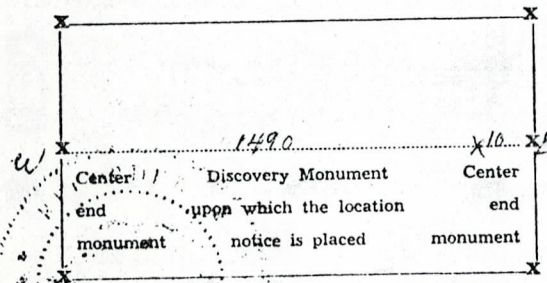 X X
1490 X 10
W X X
Center Discovery Monument Center
end upon which the location end
monument notice is placed monument
X X